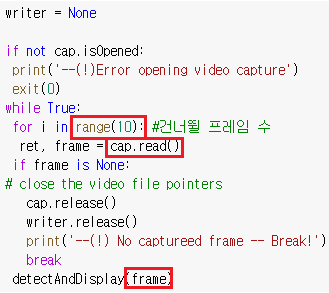 writer = None
if not cap.isOpened:
print('--(!)Error opening video capture')
exit(0)
while True:
for i in range(10): #건너뛸 프레임 수
ret, frame = cap.read()
if frame is None:
# close the video file pointers
cap.release()
writer.release()
print('--(!) No captureed frame -- Break!')
break
detectAndDisplay(frame)